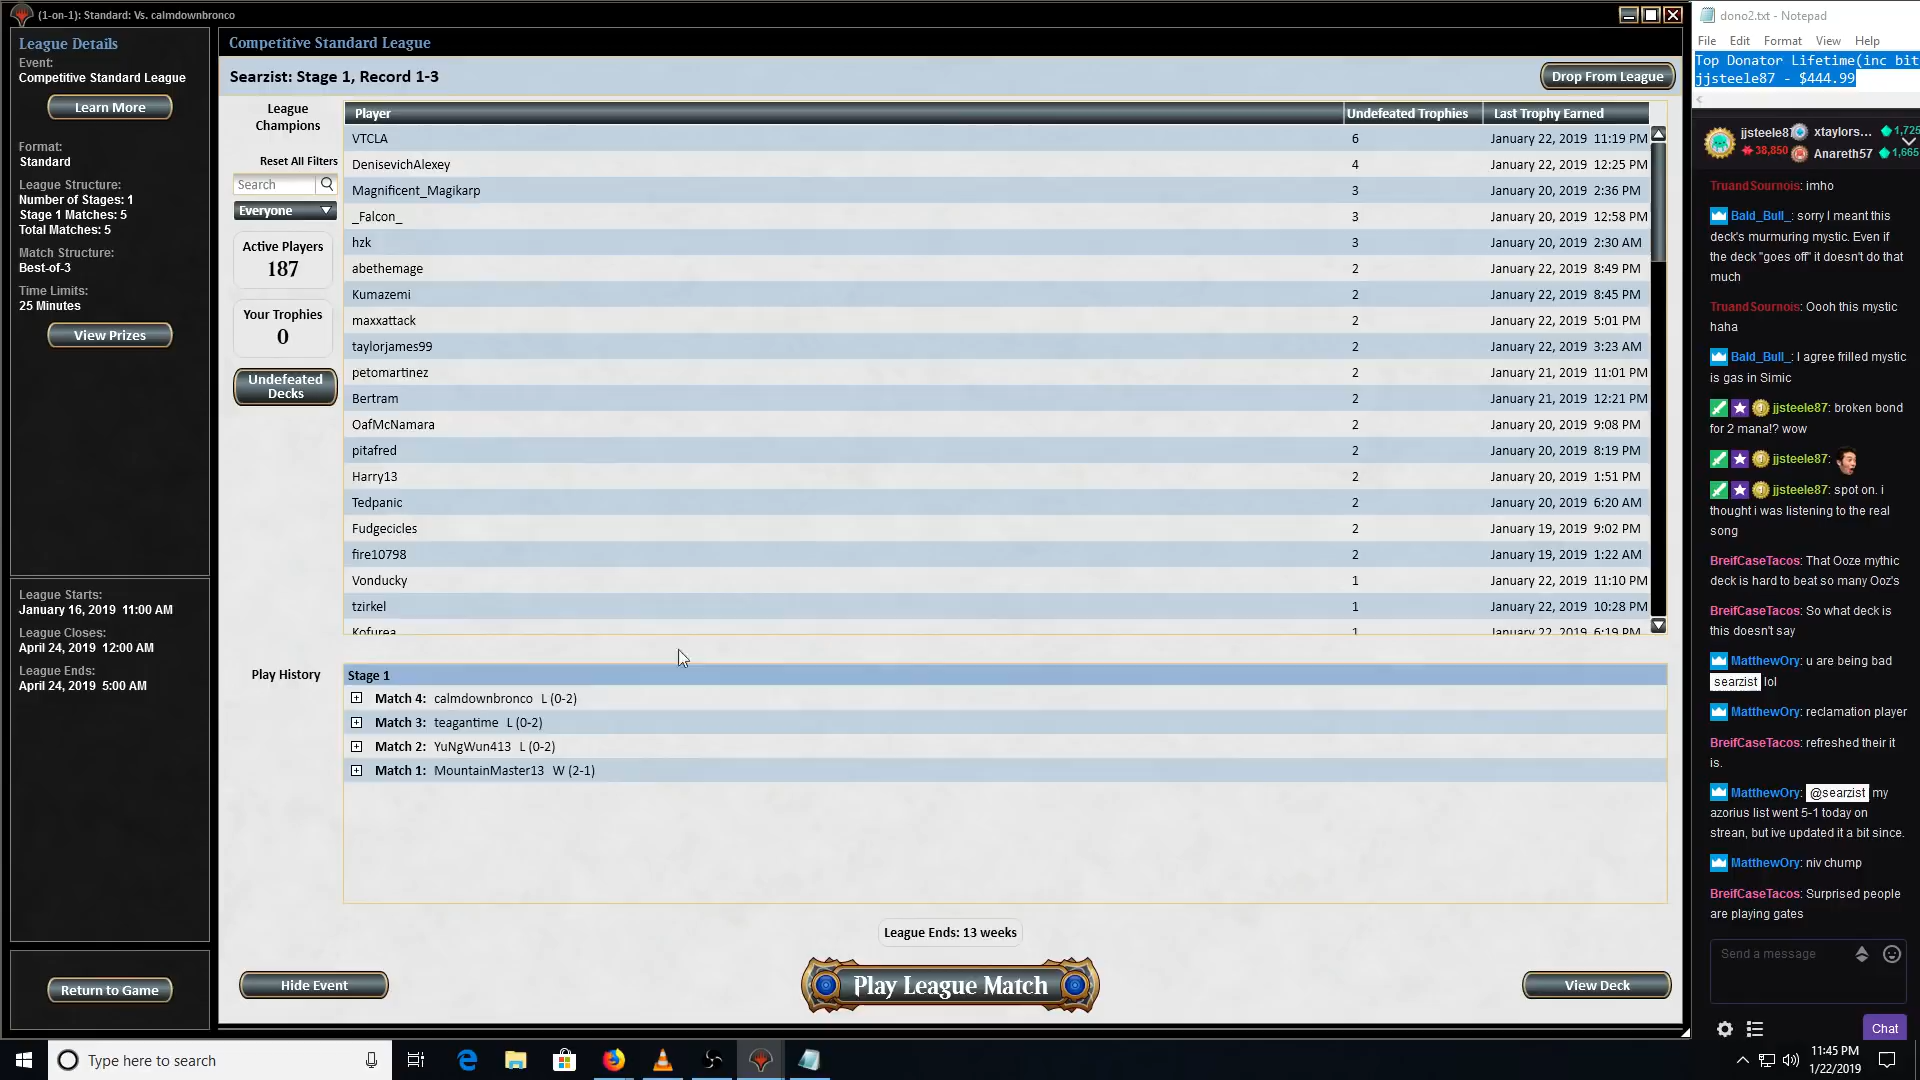 (1-on-1): Standard: Vs. calmdownbronco
League Details
Event:
Competitive Standard League
Learn More
Format:
Standard
League Structure:
Number of Stages: 1
Stage 1 Matches: 5
Total Matches: 5
Match Structure:
Best-of-3
Time Limits:
25 Minutes
View Prizes
League Starts:
January 16, 2019 11:00 AM
League Closes:
April 24, 2019 12:00 AM
League Ends:
April 24, 2019 5:00 AM
Return to Game
Competitive Standard League
Searzist: Stage 1, Record 1-3
Drop From League
League
Champions
Reset All Filters
Search
Everyone
Active Players
187
Your Trophies
0
Undefeated
Decks
Player Undefeated Trophies Last Trophy Earned
VTCLA 6 January 22, 2019 11:19 PM
DenisevichAlexey 4 January 22, 2019 12:25 PM
Magnificent_Magikarp 3 January 20, 2019 2:36 PM
_Falcon_ 3 January 20, 2019 12:58 PM
hzk 3 January 20, 2019 2:30 AM
abethemage 2 January 22, 2019 8:49 PM
Kumazemi 2 January 22, 2019 8:45 PM
maxxattack 2 January 22, 2019 5:01 PM
taylorjames99 2 January 22, 2019 3:23 AM
petomartinez 2 January 21, 2019 11:01 PM
Bertram 2 January 21, 2019 12:21 PM
OafMcNamara 2 January 20, 2019 9:08 PM
pitafred 2 January 20, 2019 8:19 PM
Harry13 2 January 20, 2019 1:51 PM
Tedpanic 2 January 20, 2019 6:20 AM
Fudgecicles 2 January 19, 2019 9:02 PM
fire10798 2 January 19, 2019 1:22 AM
Vonducky 1 January 22, 2019 11:10 PM
tzirkel 1 January 22, 2019 10:28 PM
Kofurea 1 January 22, 2019 6:19 PM
Play History
Stage 1
Match 4: calmdownbronco L (0-2)
Match 3: teagantime L (0-2)
Match 2: YuNgWun413 L (0-2)
Match 1: MountainMaster13 W (2-1)
League Ends: 13 weeks
Hide Event
Play League Match
View Deck
dono2.txt - Notepad
File Edit Format View Help
Top Donator Lifetime(inc bit
jjsteele87 - $444.99
jjsteele87 xtaylors... 1,725
38,850 Anareth57 1,665
TruandSournois: imho
Bald_Bull_: sorry I meant this
deck's murmuring mystic. Even if
the deck "goes off" it doesn't do that
much
TruandSournois: Oooh this mystic
haha
Bald_Bull_: I agree frilled mystic
is gas in Simic
jjsteele87: broken bond
for 2 mana!? wow
jjsteele87:
jjsteele87: spot on. i
thought i was listening to the real
song
BreifCaseTacos: That Ooze mythic
deck is hard to beat so many Ooz's
BreifCaseTacos: So what deck is
this doesn't say
MatthewOry: u are being bad
searzist lol
MatthewOry: reclamation player
BreifCaseTacos: refreshed their it
is.
MatthewOry: @searzist my
azorius list went 5-1 today on
strean, but ive updated it a bit since.
MatthewOry: niv chump
BreifCaseTacos: Surprised people
are playing gates
Send a message
Chat
Type here to search
11:45 PM
1/22/2019